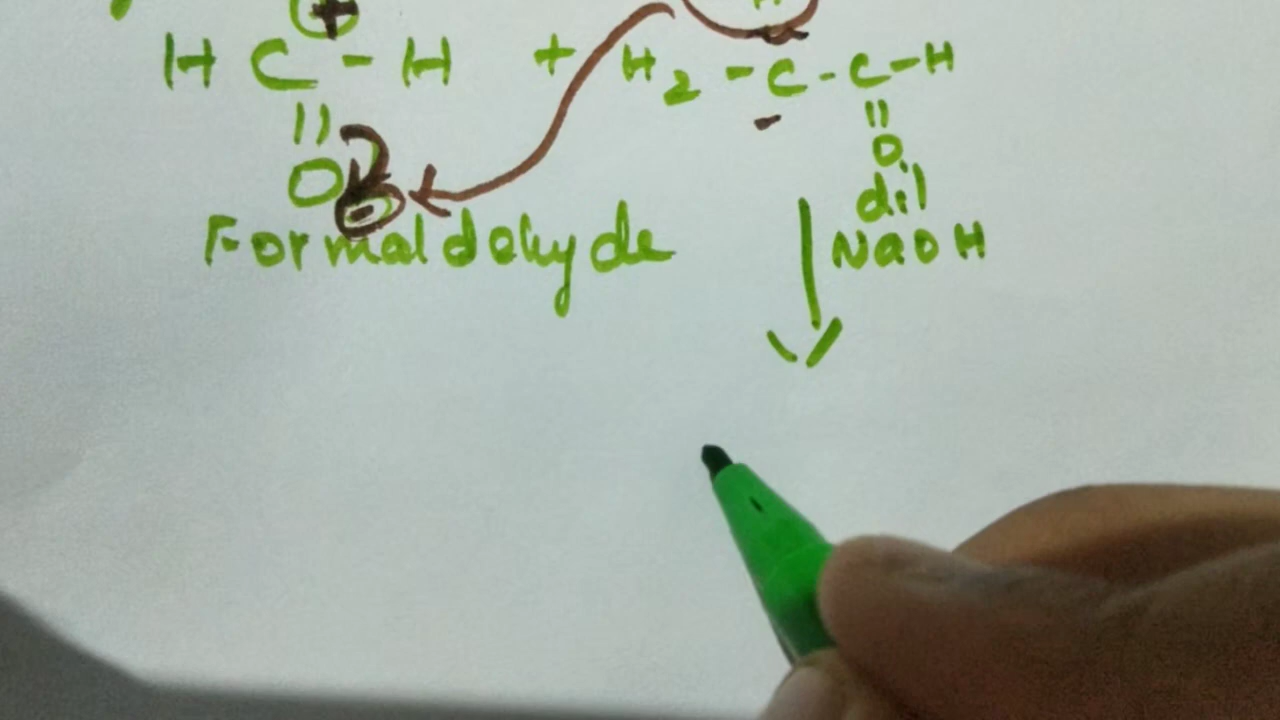 + H
H C - H + H2 - C - C - H
|| - ||
O - O
dil
Formaldehyde NaOH